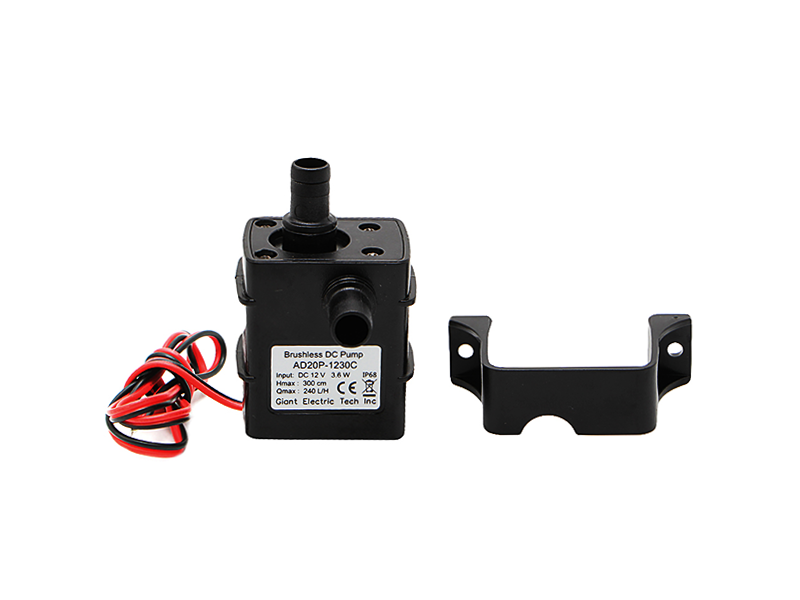 Brushless DC Pump
AD20P-1230C
Input: DC 12 V 3.6 W IP68
Hmax : 300 cm
Qmax : 240 L/H
CE
Giant Electric Tech Inc